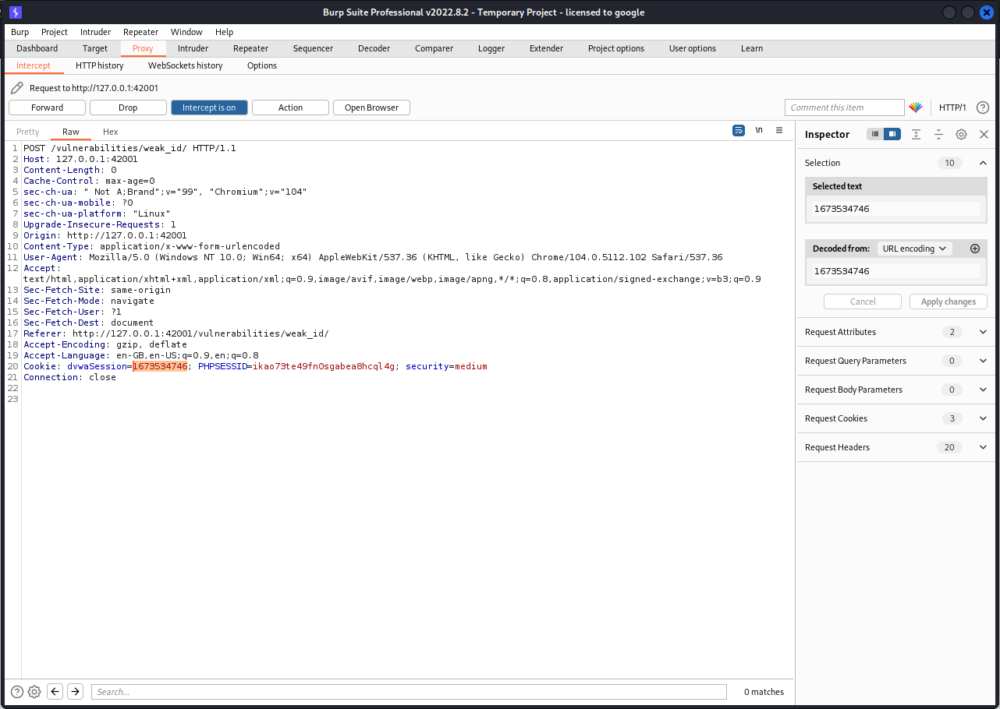 Burp Suite Professional v2022.8.2 - Temporary Project - licensed to google
Burp Project Intruder Repeater Window Help
Dashboard Target Proxy Intruder Repeater Sequencer Decoder Comparer Logger Extender Project options User options Learn
Intercept HTTP history WebSockets history Options
Request to http://127.0.0.1:42001
Forward Drop Intercept is on Action Open Browser Comment this item HTTP/1 ?
Pretty Raw Hex \n
Inspector
1 POST /vulnerabilities/weak_id/ HTTP/1.1
2 Host: 127.0.0.1:42001
3 Content-Length: 0
4 Cache-Control: max-age=0
5 sec-ch-ua: " Not A;Brand";v="99", "Chromium";v="104"
6 sec-ch-ua-mobile: ?0
7 sec-ch-ua-platform: "Linux"
8 Upgrade-Insecure-Requests: 1
9 Origin: http://127.0.0.1:42001
10 Content-Type: application/x-www-form-urlencoded
11 User-Agent: Mozilla/5.0 (Windows NT 10.0; Win64; x64) AppleWebKit/537.36 (KHTML, like Gecko) Chrome/104.0.5112.102 Safari/537.36
12 Accept:
text/html,application/xhtml+xml,application/xml;q=0.9,image/avif,image/webp,image/apng,*/*;q=0.8,application/signed-exchange;v=b3;q=0.9
13 Sec-Fetch-Site: same-origin
14 Sec-Fetch-Mode: navigate
15 Sec-Fetch-User: ?1
16 Sec-Fetch-Dest: document
17 Referer: http://127.0.0.1:42001/vulnerabilities/weak_id/
18 Accept-Encoding: gzip, deflate
19 Accept-Language: en-GB,en-US;q=0.9,en;q=0.8
20 Cookie: dvwaSession=1673534746; PHPSESSID=ikao73te49fn0sgabea8hcql4g; security=medium
21 Connection: close
22
23
Selection 10
Selected text
1673534746
Decoded from: URL encoding
1673534746
Cancel Apply changes
Request Attributes 2
Request Query Parameters 0
Request Body Parameters 0
Request Cookies 3
Request Headers 20
? Search... 0 matches